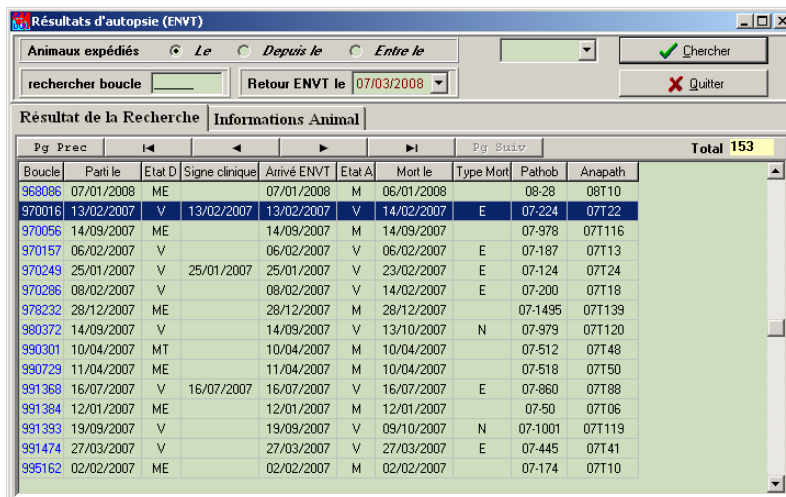 Résultats d'autopsie (ENVT)
Animaux expédiés Le Depuis le Entre le Chercher
rechercher boucle _____ Retour ENVT le 07/03/2008 Quitter
Résultat de la Recherche Informations Animal
Pg Prec Pg Suiv Total 153
Boucle Parti le Etat D Signe clinique Arrivé ENVT Etat A Mort le Type Mort Pathob Anapath
968086 07/01/2008 ME 07/01/2008 M 06/01/2008 08-28 08T10
970016 13/02/2007 V 13/02/2007 13/02/2007 V 14/02/2007 E 07-224 07T22
970056 14/09/2007 ME 14/09/2007 M 14/09/2007 07-978 07T116
970157 06/02/2007 V 06/02/2007 V 06/02/2007 E 07-187 07T13
970249 25/01/2007 V 25/01/2007 25/01/2007 V 23/02/2007 E 07-124 07T24
970286 08/02/2007 V 08/02/2007 V 14/02/2007 E 07-200 07T18
978232 28/12/2007 ME 28/12/2007 M 28/12/2007 07-1495 07T139
980372 14/09/2007 V 14/09/2007 V 13/10/2007 N 07-979 07T120
990301 10/04/2007 MT 10/04/2007 M 10/04/2007 07-512 07T48
990729 11/04/2007 ME 11/04/2007 M 10/04/2007 07-518 07T50
991368 16/07/2007 V 16/07/2007 16/07/2007 V 16/07/2007 E 07-860 07T88
991384 12/01/2007 ME 12/01/2007 M 12/01/2007 07-50 07T06
991393 19/09/2007 V 19/09/2007 V 09/10/2007 N 07-1001 07T119
991474 27/03/2007 V 27/03/2007 V 27/03/2007 E 07-445 07T41
995162 02/02/2007 ME 02/02/2007 M 02/02/2007 07-174 07T10